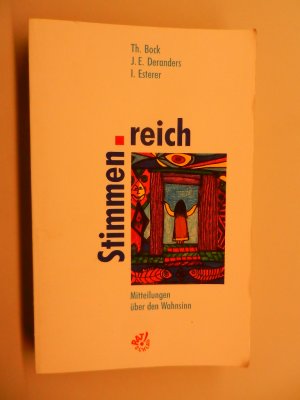 Th. Bock
J. E. Deranders
I. Esterer
Stimmen.reich
Mitteilungen
über den Wahnsinn